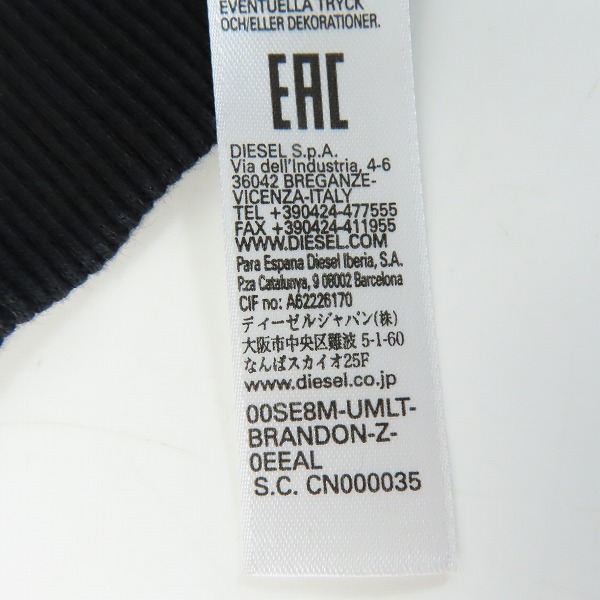 EVENTUELLA TRYCK
OCH/ELLER DEKORATIONER.
EAC
DIESEL S.p.A.
Via dell'Industria, 4-6
36042 BREGANZE-
VICENZA-ITALY
TEL +390424-477555
FAX +390424-411955
WWW.DIESEL.COM
Para Espana Diesel Iberia, S.A.
P.za Catalunya, 9 08002 Barcelona
CIF no: A62226170
ディーゼルジャパン(株)
大阪市中央区難波 5-1-60
なんばスカイオ25F
www.diesel.co.jp
00SE8M-UMLT-
BRANDON-Z-
0EEAL
S.C. CN000035